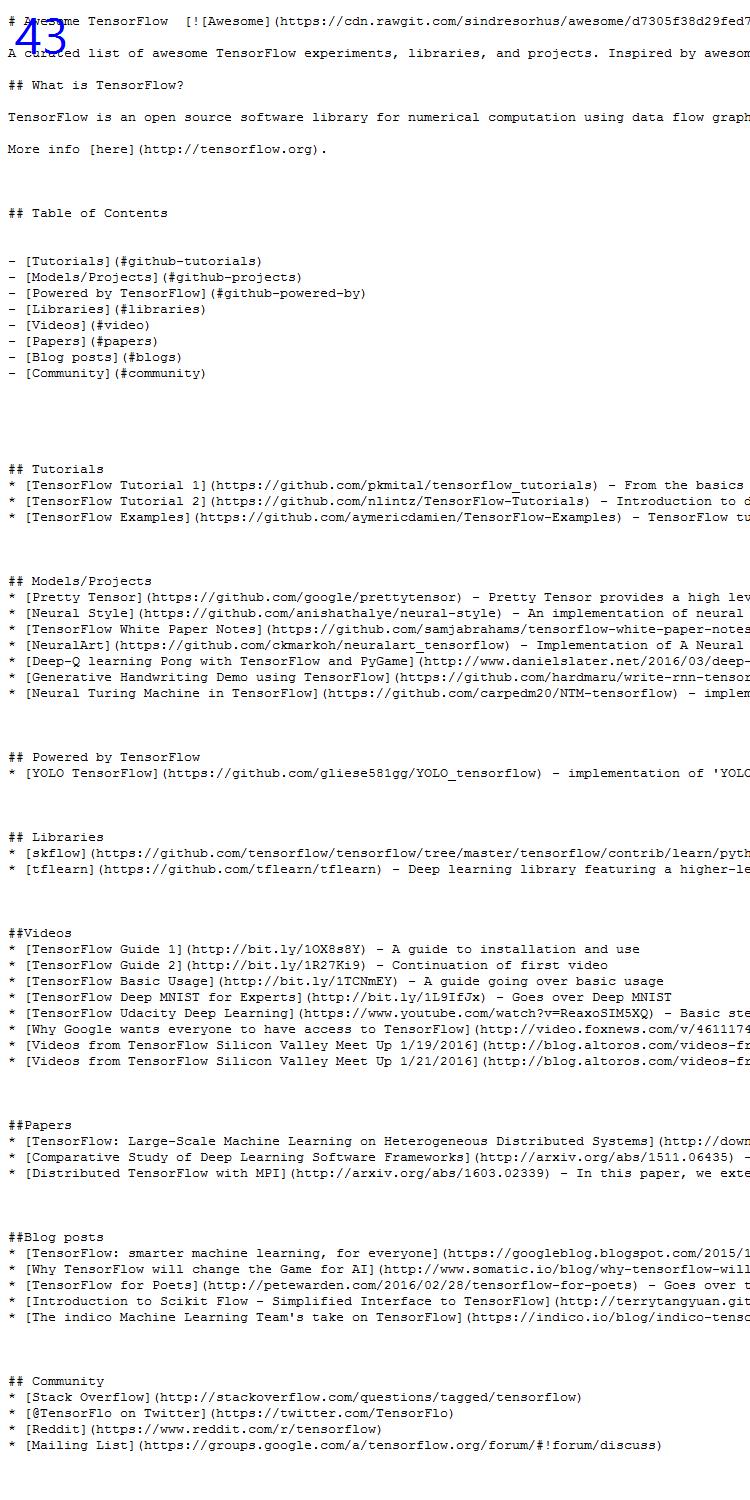 # Awesome TensorFlow  [![Awesome](https://cdn.rawgit.com/sindresorhus/awesome/d7305f38d29fed7
43
A curated list of awesome TensorFlow experiments, libraries, and projects. Inspired by awesom
## What is TensorFlow?
TensorFlow is an open source software library for numerical computation using data flow graph
More info [here](http://tensorflow.org).
## Table of Contents
- [Tutorials](#github-tutorials)
- [Models/Projects](#github-projects)
- [Powered by TensorFlow](#github-powered-by)
- [Libraries](#libraries)
- [Videos](#video)
- [Papers](#papers)
- [Blog posts](#blogs)
- [Community](#community)
## Tutorials
* [TensorFlow Tutorial 1](https://github.com/pkmital/tensorflow_tutorials) - From the basics
* [TensorFlow Tutorial 2](https://github.com/nlintz/TensorFlow-Tutorials) - Introduction to d
* [TensorFlow Examples](https://github.com/aymericdamien/TensorFlow-Examples) - TensorFlow tu
## Models/Projects
* [Pretty Tensor](https://github.com/google/prettytensor) - Pretty Tensor provides a high lev
* [Neural Style](https://github.com/anishathalye/neural-style) - An implementation of neural
* [TensorFlow White Paper Notes](https://github.com/samjabrahams/tensorflow-white-paper-notes
* [NeuralArt](https://github.com/ckmarkoh/neuralart_tensorflow) - Implementation of A Neural
* [Deep-Q learning Pong with TensorFlow and PyGame](http://www.danielslater.net/2016/03/deep-
* [Generative Handwriting Demo using TensorFlow](https://github.com/hardmaru/write-rnn-tensor
* [Neural Turing Machine in TensorFlow](https://github.com/carpedm20/NTM-tensorflow) - implem
## Powered by TensorFlow
* [YOLO TensorFlow](https://github.com/gliese581gg/YOLO_tensorflow) - implementation of 'YOLO
## Libraries
* [skflow](https://github.com/tensorflow/tensorflow/tree/master/tensorflow/contrib/learn/pyth
* [tflearn](https://github.com/tflearn/tflearn) - Deep learning library featuring a higher-le
##Videos
* [TensorFlow Guide 1](http://bit.ly/1OX8s8Y) - A guide to installation and use
* [TensorFlow Guide 2](http://bit.ly/1R27Ki9) - Continuation of first video
* [TensorFlow Basic Usage](http://bit.ly/1TCNmEY) - A guide going over basic usage
* [TensorFlow Deep MNIST for Experts](http://bit.ly/1L9IfJx) - Goes over Deep MNIST
* [TensorFlow Udacity Deep Learning](https://www.youtube.com/watch?v=ReaxoSIM5XQ) - Basic ste
* [Why Google wants everyone to have access to TensorFlow](http://video.foxnews.com/v/4611174
* [Videos from TensorFlow Silicon Valley Meet Up 1/19/2016](http://blog.altoros.com/videos-fr
* [Videos from TensorFlow Silicon Valley Meet Up 1/21/2016](http://blog.altoros.com/videos-fr
##Papers
* [TensorFlow: Large-Scale Machine Learning on Heterogeneous Distributed Systems](http://down
* [Comparative Study of Deep Learning Software Frameworks](http://arxiv.org/abs/1511.06435) -
* [Distributed TensorFlow with MPI](http://arxiv.org/abs/1603.02339) - In this paper, we exte
##Blog posts
* [TensorFlow: smarter machine learning, for everyone](https://googleblog.blogspot.com/2015/1
* [Why TensorFlow will change the Game for AI](http://www.somatic.io/blog/why-tensorflow-will
* [TensorFlow for Poets](http://petewarden.com/2016/02/28/tensorflow-for-poets) - Goes over t
* [Introduction to Scikit Flow - Simplified Interface to TensorFlow](http://terrytangyuan.git
* [The indico Machine Learning Team's take on TensorFlow](https://indico.io/blog/indico-tenso
## Community
* [Stack Overflow](http://stackoverflow.com/questions/tagged/tensorflow)
* [@TensorFlo on Twitter](https://twitter.com/TensorFlo)
* [Reddit](https://www.reddit.com/r/tensorflow)
* [Mailing List](https://groups.google.com/a/tensorflow.org/forum/#!forum/discuss)